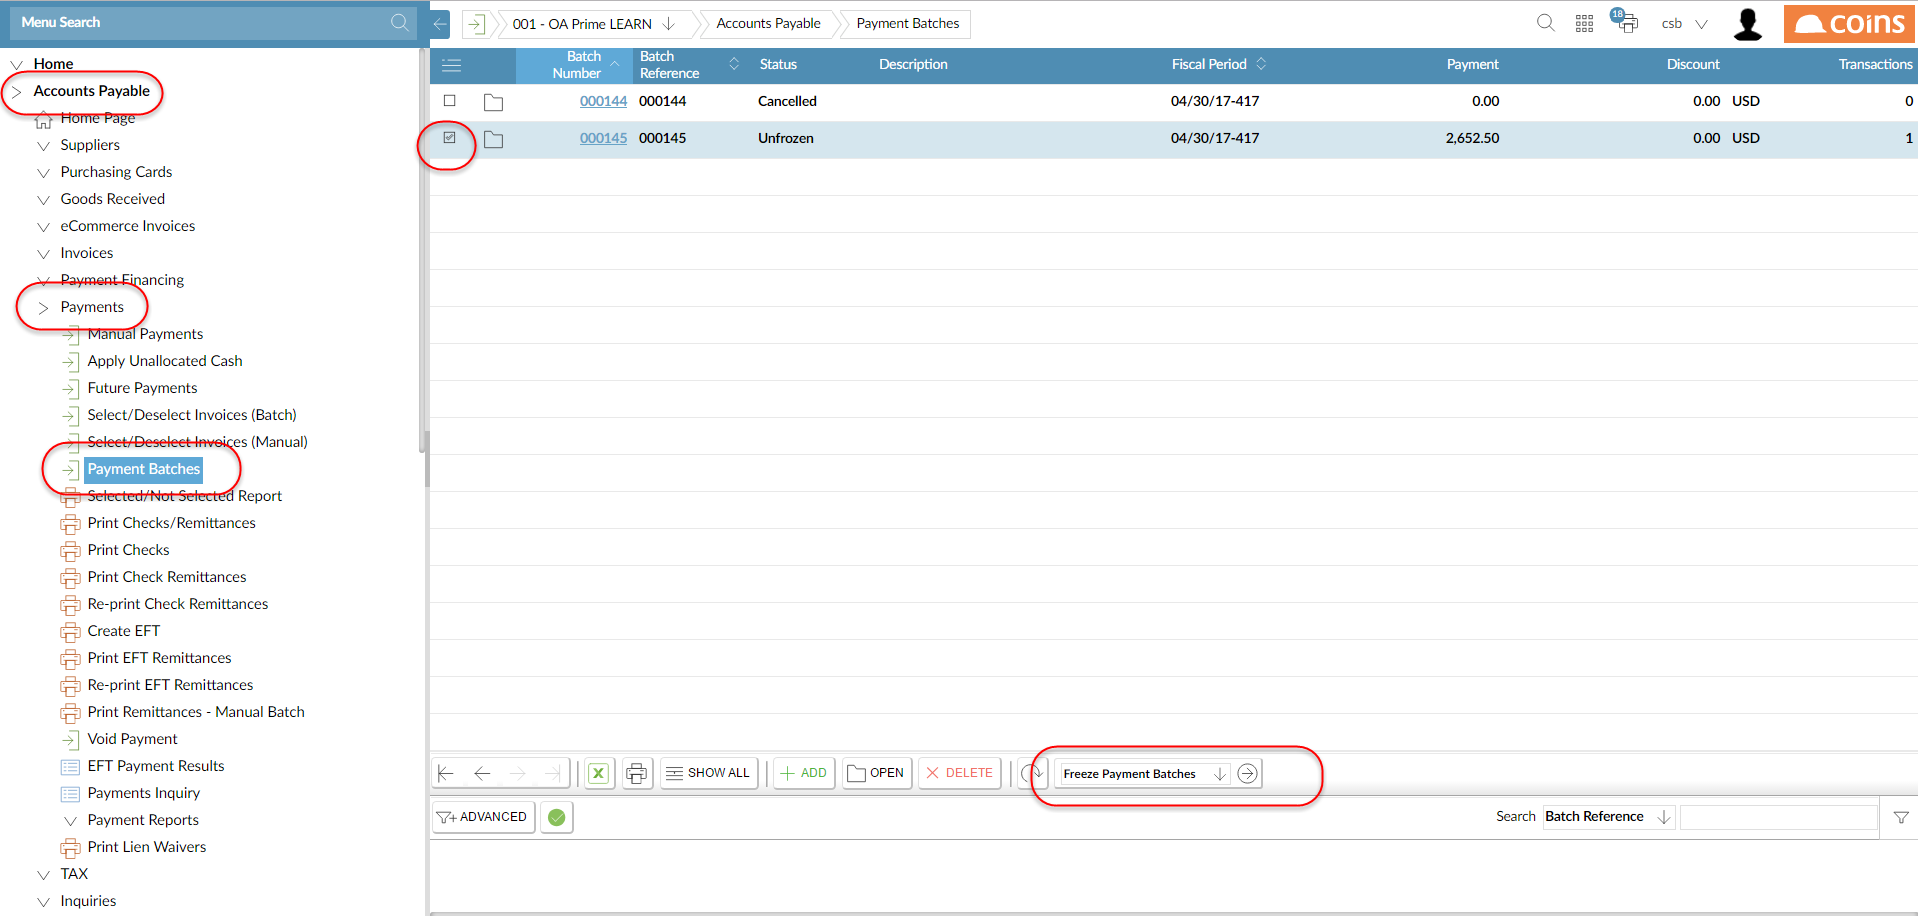 Menu Search
001 - OA Prime LEARN
Accounts Payable
Payment Batches
18
csb
coins
Home
Accounts Payable
Home Page
Suppliers
Purchasing Cards
Goods Received
eCommerce Invoices
Invoices
Payment Financing
Payments
Manual Payments
Apply Unallocated Cash
Future Payments
Select/Deselect Invoices (Batch)
Select/Deselect Invoices (Manual)
Payment Batches
Selected/Not Selected Report
Print Checks/Remittances
Print Checks
Print Check Remittances
Re-print Check Remittances
Create EFT
Print EFT Remittances
Re-print EFT Remittances
Print Remittances - Manual Batch
Void Payment
EFT Payment Results
Payments Inquiry
Payment Reports
Print Lien Waivers
TAX
Inquiries
Batch Number Batch Reference Status Description Fiscal Period Payment Discount Transactions
000144 000144 Cancelled 04/30/17-417 0.00 0.00 USD 0
000145 000145 Unfrozen 04/30/17-417 2,652.50 0.00 USD 1
SHOW ALL ADD OPEN DELETE Freeze Payment Batches
ADVANCED Search Batch Reference